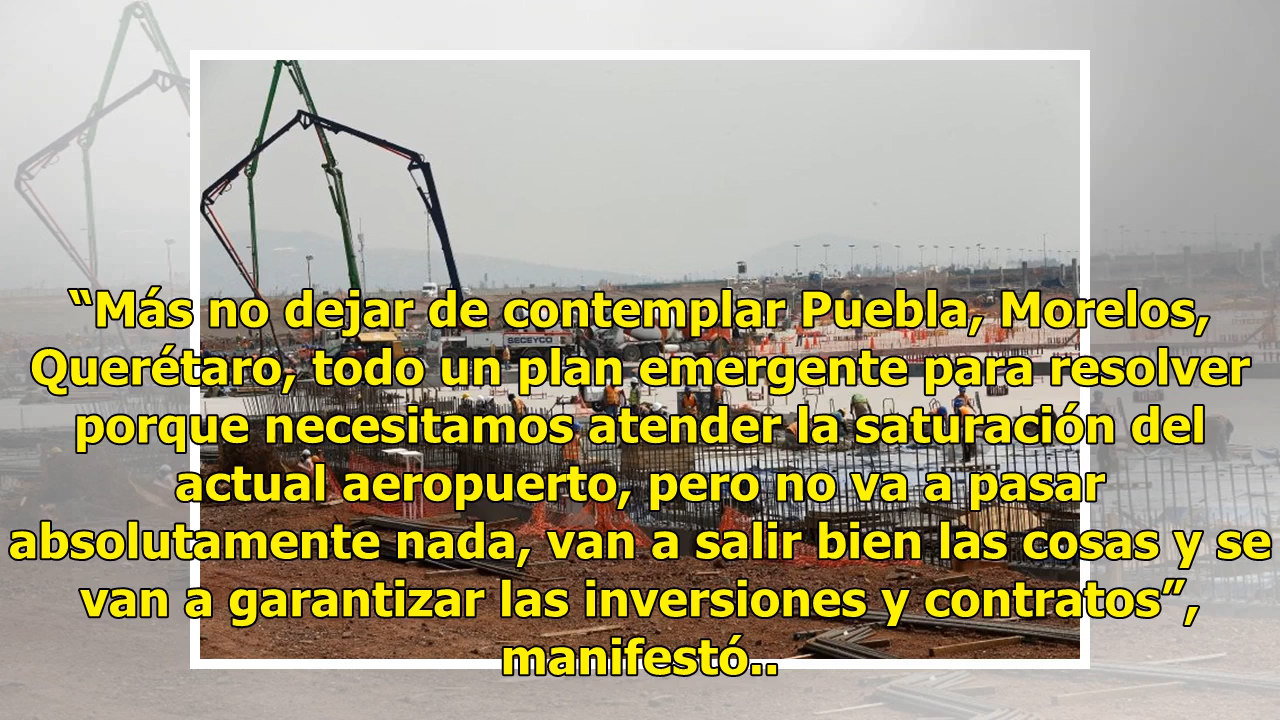 “Más no dejar de contemplar Puebla, Morelos,
Querétaro, todo un plan emergente para resolver
porque necesitamos atender la saturación del
actual aeropuerto, pero no va a pasar
absolutamente nada, van a salir bien las cosas y se
van a garantizar las inversiones y contratos”,
manifestó..
SECEYCO